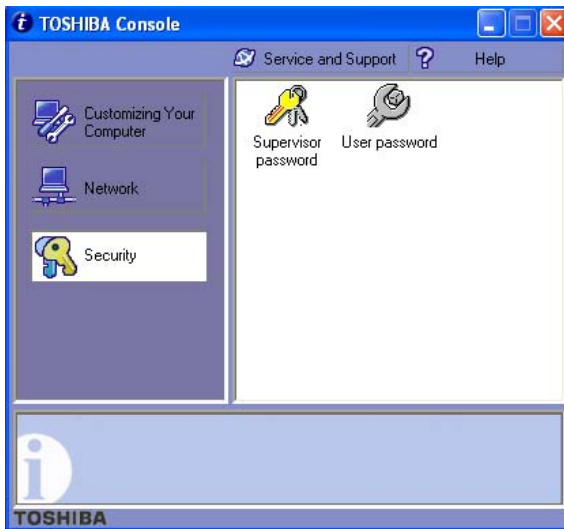 TOSHIBA Console
Service and Support
Help
Customizing Your
Computer
Network
Security
Supervisor
password
User password
TOSHIBA